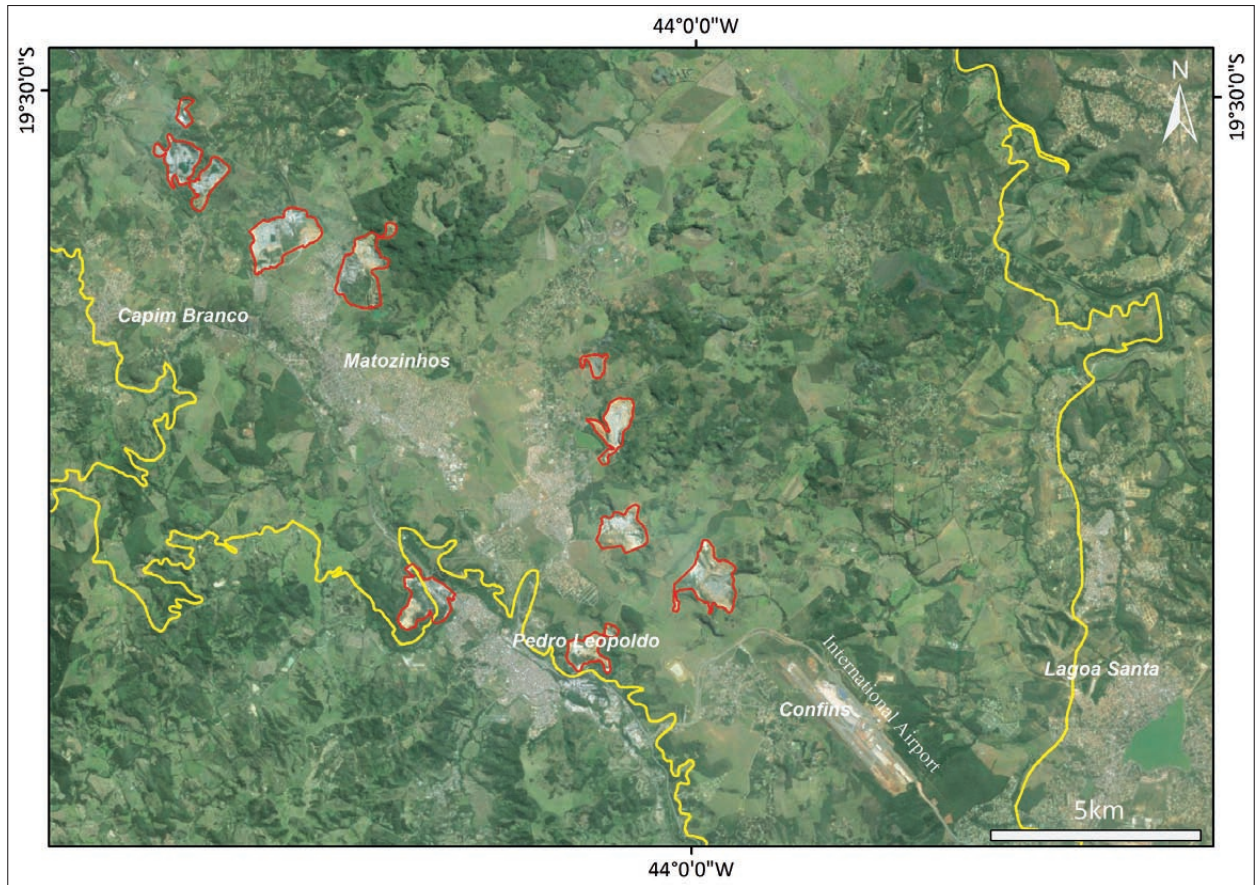 44°0'0"W
19°30'0"S
19°30'0"S
N
Capim Branco
Matozinhos
Pedro Leopoldo
International Airport
Lagoa Santa
Confins
5km
44°0'0"W